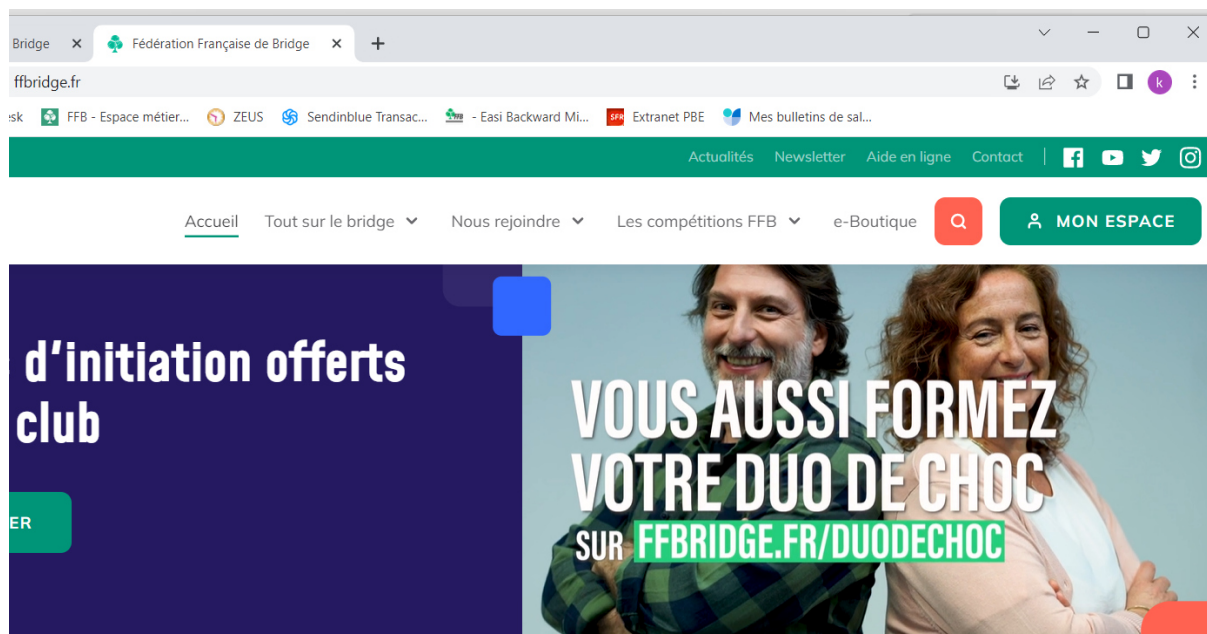 Bridge Fédération Française de Bridge
ffbridge.fr k
esk FFB - Espace métier... ZEUS Sendinblue Transac... - Easi Backward Mi... SFR Extranet PBE Mes bulletins de sal...
Actualités Newsletter Aide en ligne Contact
Accueil Tout sur le bridge Nous rejoindre Les compétitions FFB e-Boutique MON ESPACE
d'initiation offerts
club
ER
VOUS AUSSI FORMEZ
VOTRE DUO DE CHOC
SUR FFBRIDGE.FR/DUODECHOC